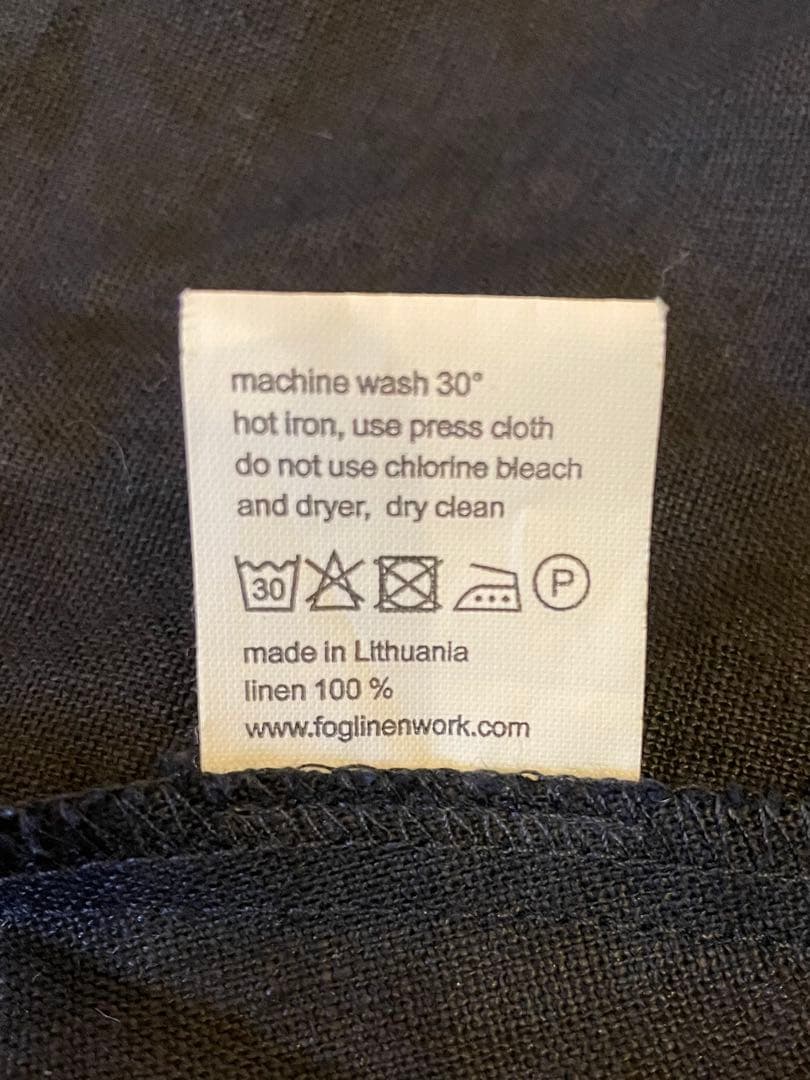 machine wash 30°
hot iron, use press cloth
do not use chlorine bleach
and dryer, dry clean
30 P
made in Lithuania
linen 100 %
www.foglinenwork.com